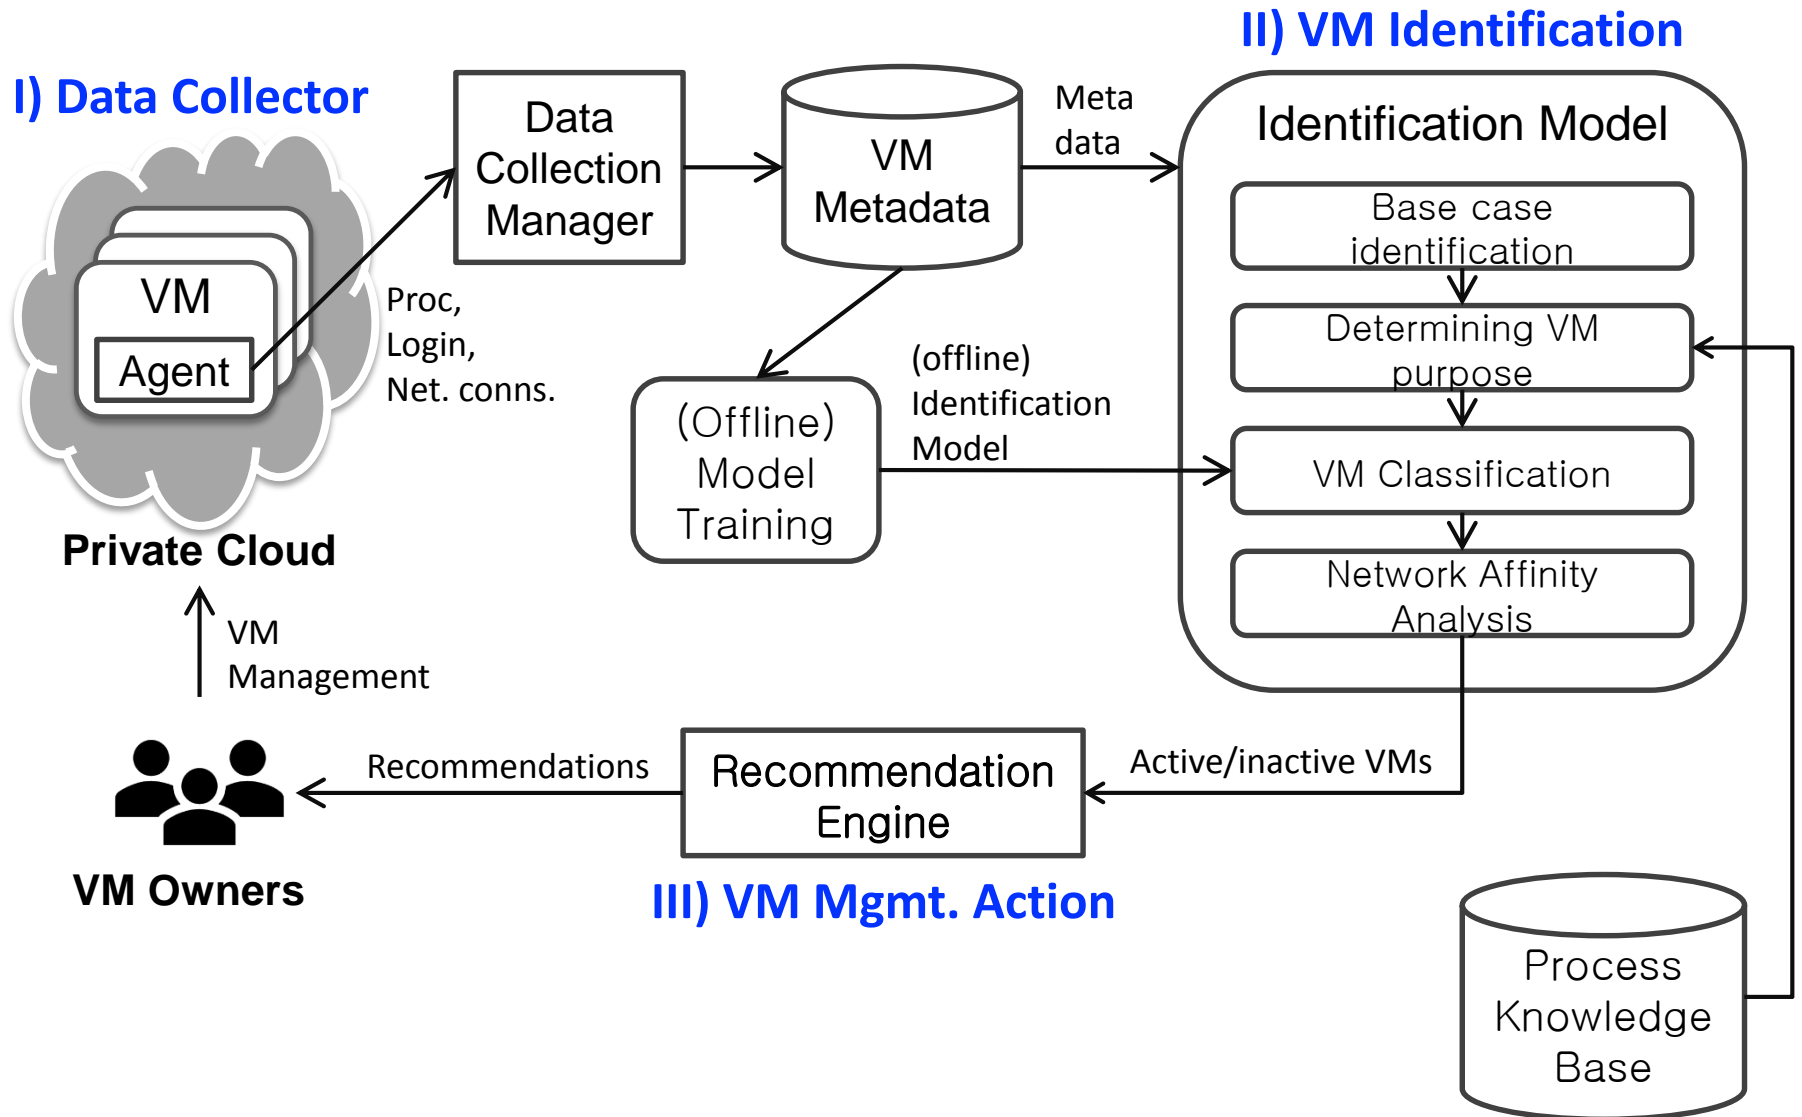 II) VM Identification
I) Data Collector
Data
Collection
Manager
VM
Metadata
Meta
data
Identification Model
Base case
identification
Determining VM
purpose
VM Classification
Network Affinity
Analysis
VM
Agent
Proc,
Login,
Net. conns.
(offline)
Identification
Model
(Offline)
Model
Training
Private Cloud
VM
Management
Recommendations
Recommendation
Engine
Active/inactive VMs
VM Owners
III) VM Mgmt. Action
Process
Knowledge
Base